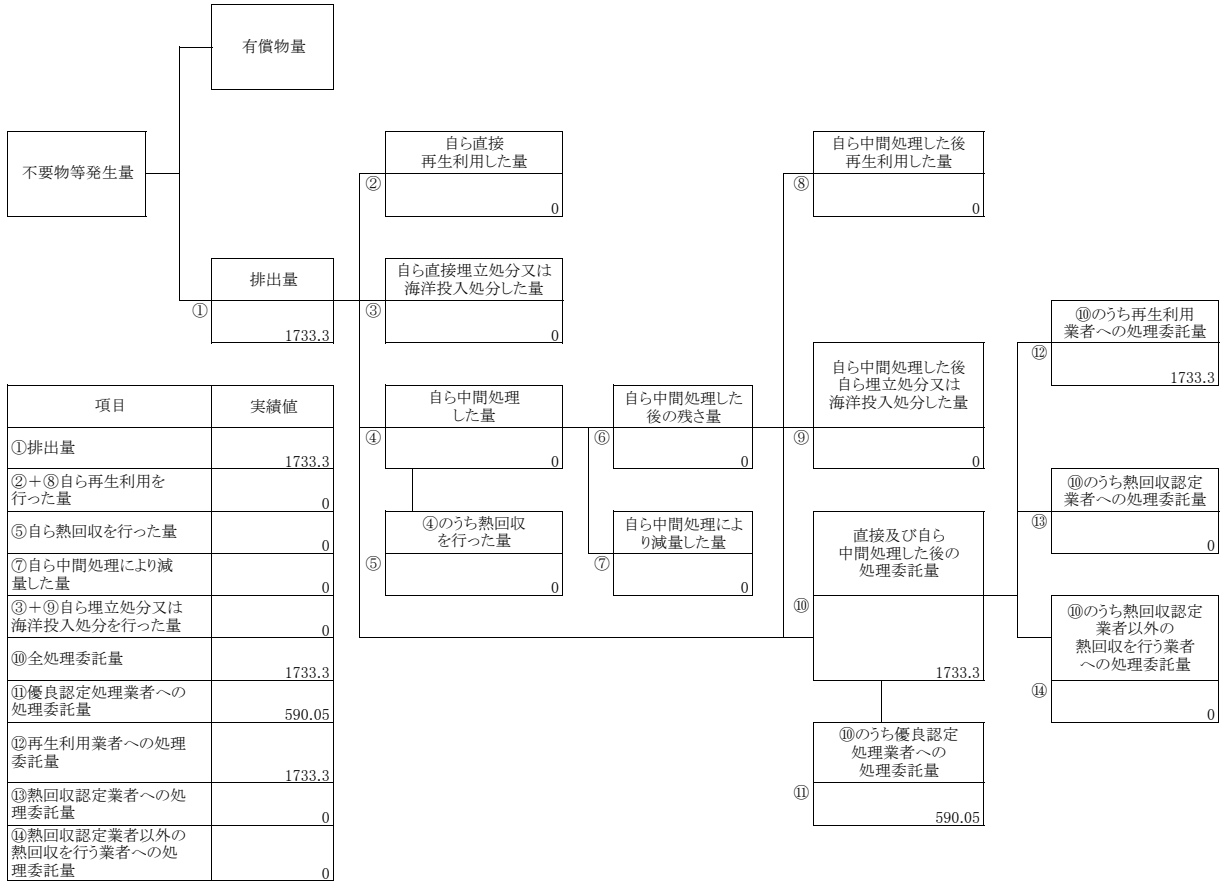 有償物量
不要物等発生量
自ら直接
再生利用した量
②
0
自ら中間処理した後
再生利用した量
⑧
0
排出量
①
1733.3
自ら直接埋立処分又は
海洋投入処分した量
③
0
⑩のうち再生利用
業者への処理委託量
⑫
1733.3
自ら中間処理した後
自ら埋立処分又は
海洋投入処分した量
⑨
0
自ら中間処理
した量
④
0
自ら中間処理した
後の残さ量
⑥
0
⑩のうち熱回収認定
業者への処理委託量
⑬
0
④のうち熱回収
を行った量
⑤
0
自ら中間処理によ
り減量した量
⑦
0
直接及び自ら
中間処理した後の
処理委託量
⑩
1733.3
⑩のうち熱回収認定
業者以外の
熱回収を行う業者
への処理委託量
⑭
0
⑩のうち優良認定
処理業者への
処理委託量
⑪
590.05
項目
実績値
①排出量
1733.3
②＋⑧自ら再生利用を
行った量
0
⑤自ら熱回収を行った量
0
⑦自ら中間処理により減
量した量
0
③＋⑨自ら埋立処分又は
海洋投入処分を行った量
0
⑩全処理委託量
1733.3
⑪優良認定処理業者への
処理委託量
590.05
⑫再生利用業者への処理
委託量
1733.3
⑬熱回収認定業者への処
理委託量
0
⑭熱回収認定業者以外の
熱回収を行う業者への処
理委託量
0